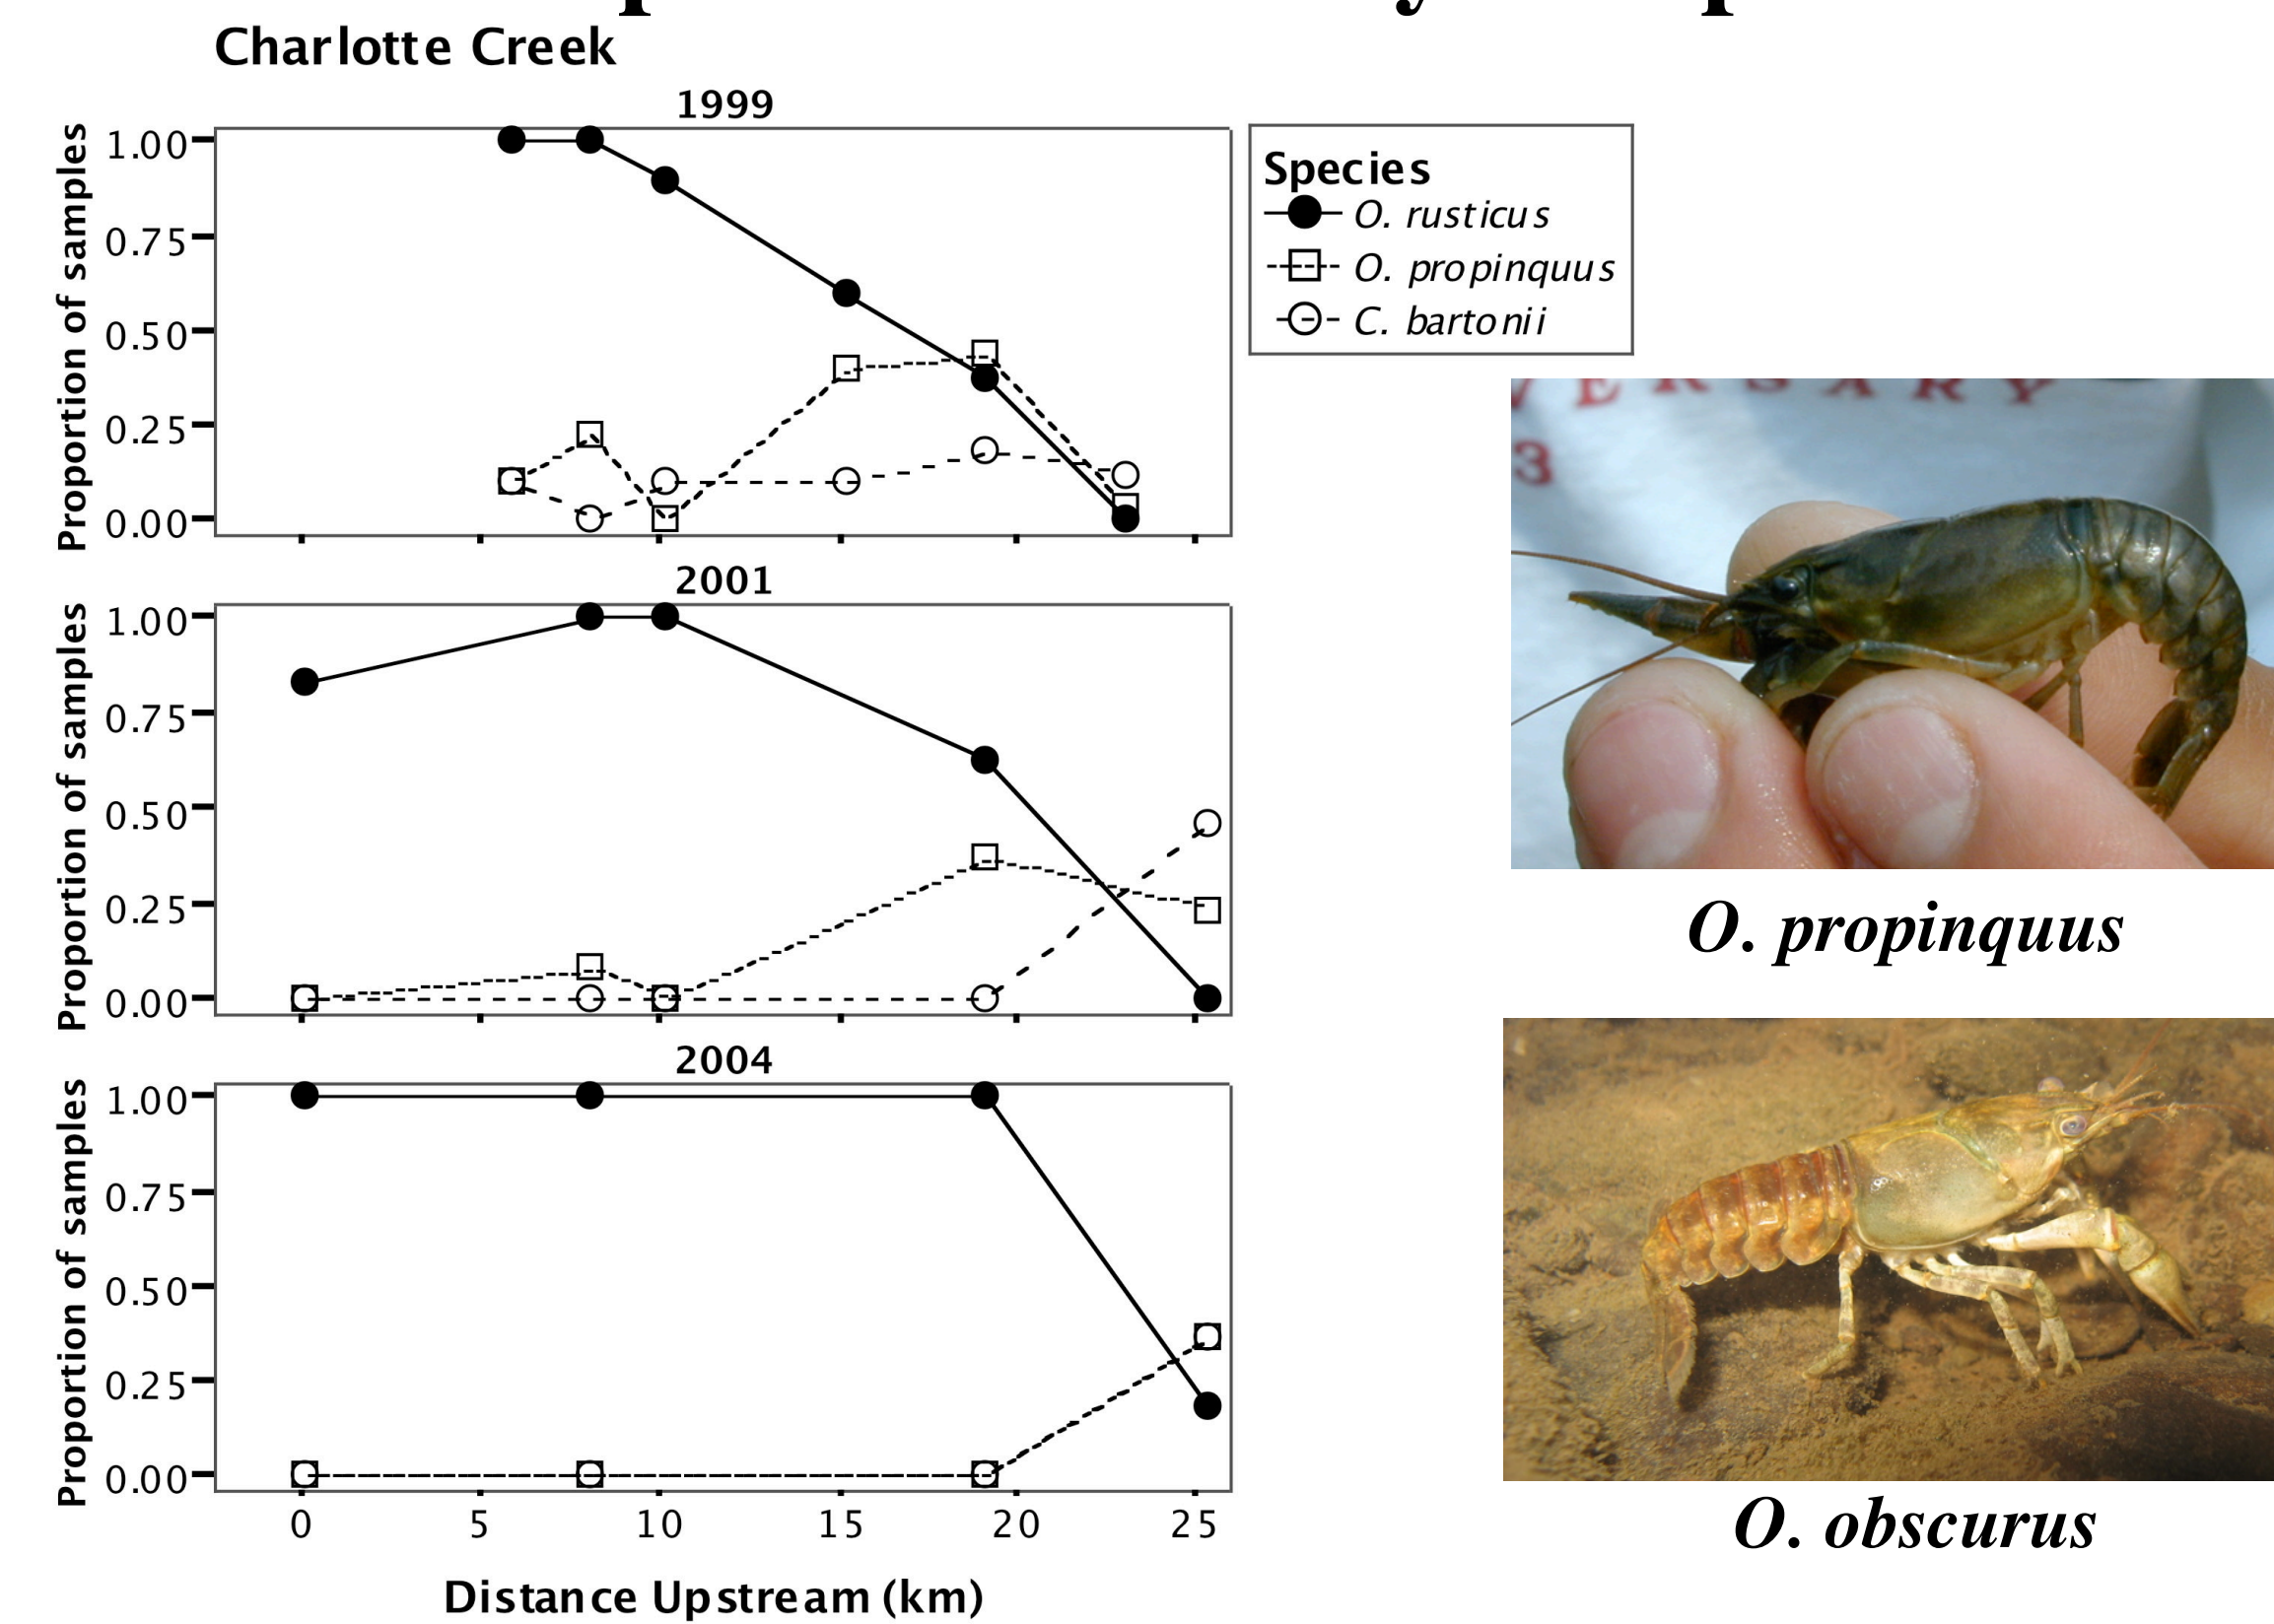 Charlotte Creek
1999
Proportion of samples
1.00
0.75
0.50
0.25
0.00
Species
O. rusticus
O. propinquus
C. bartonii
2001
Proportion of samples
1.00
0.75
0.50
0.25
0.00
2004
Proportion of samples
1.00
0.75
0.50
0.25
0.00
0 5 10 15 20 25
Distance Upstream (km)
VERSARY
3
O. propinquus
O. obscurus